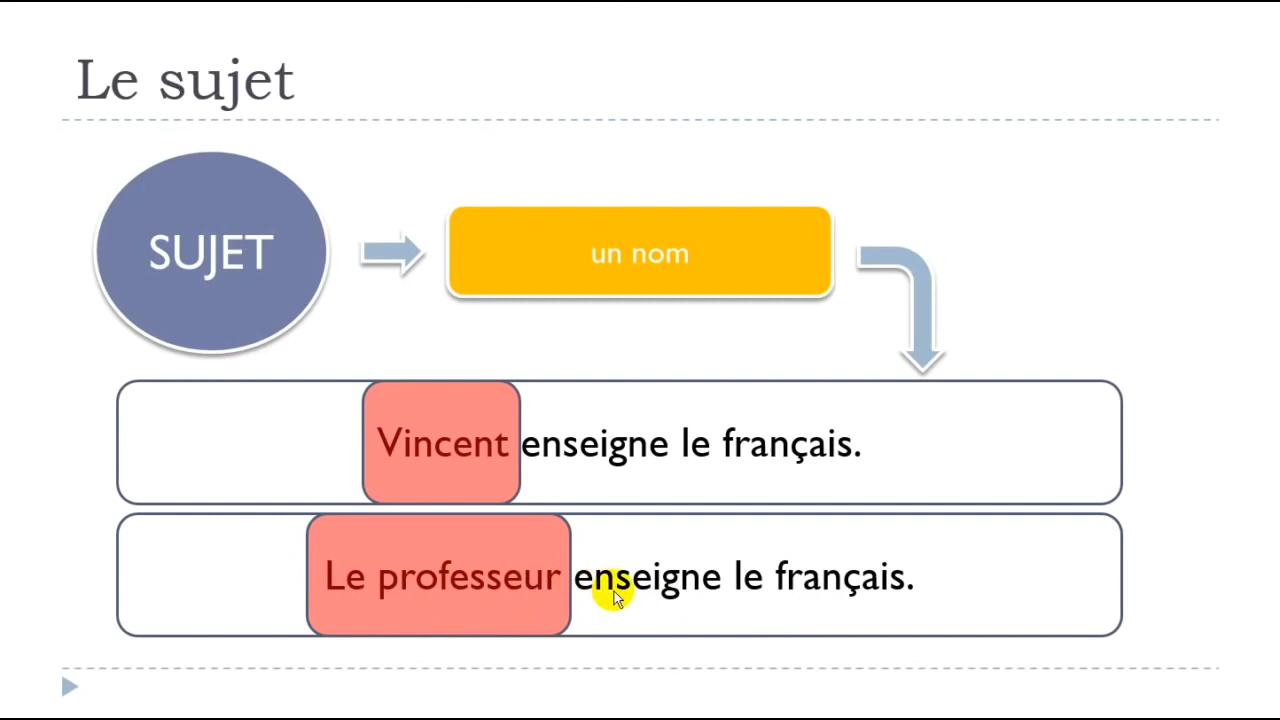 Le sujet
SUJET
un nom
Vincent enseigne le français.
Le professeur enseigne le français.